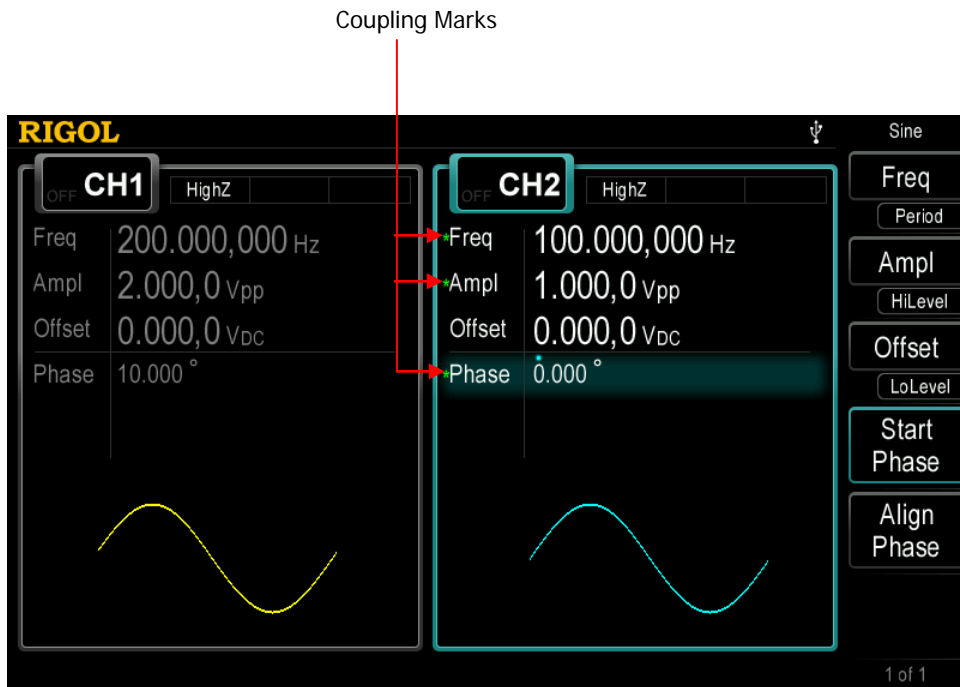 Coupling Marks
RIGOL
Sine
OFF CH1 HighZ
Freq 200.000,000 Hz
Ampl 2.000,0 Vpp
Offset 0.000,0 VDC
Phase 10.000 °
OFF CH2 HighZ
*Freq 100.000,000 Hz
*Ampl 1.000,0 Vpp
Offset 0.000,0 VDC
*Phase 0.000 °
Freq
Period
Ampl
HiLevel
Offset
LoLevel
Start
Phase
Align
Phase
1 of 1